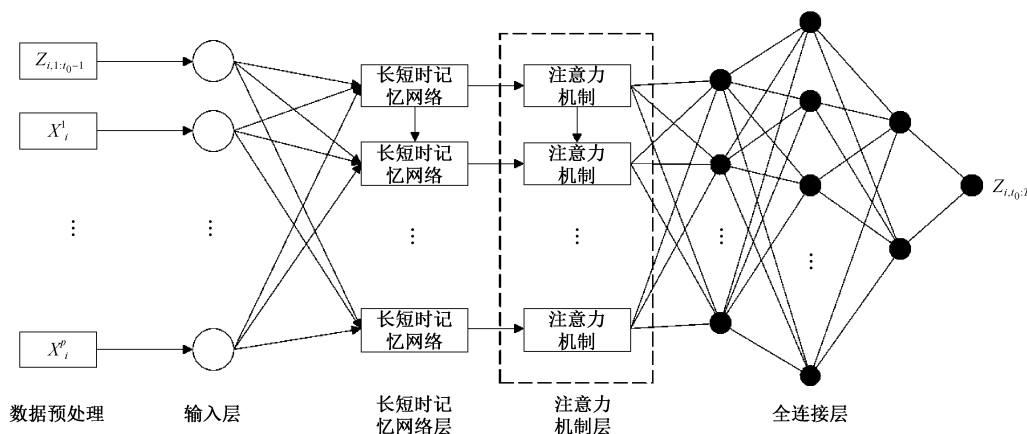 Z_{i,1:t_0-1}
X_i^1
⋮
X_i^p
数据预处理
⋮
输入层
长短时记
忆网络
长短时记
忆网络
⋮
长短时记
忆网络
长短时记
忆网络层
注意力
机制
注意力
机制
⋮
注意力
机制
注意力
机制层
⋮
⋮
全连接层
Z_{i,t_0:T}